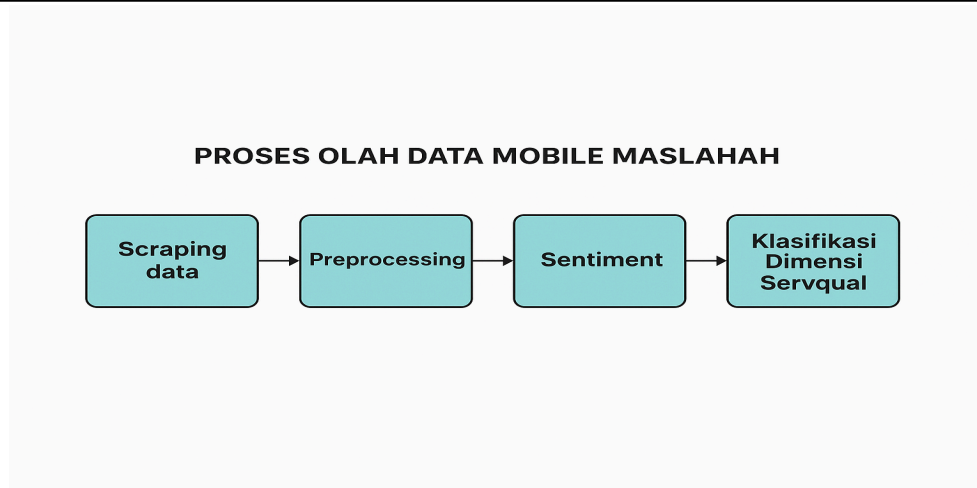 PROSES OLAH DATA MOBILE MASLAHAH
Scraping
data
Preprocessing
Sentiment
Klasifikasi
Dimensi
Servqual